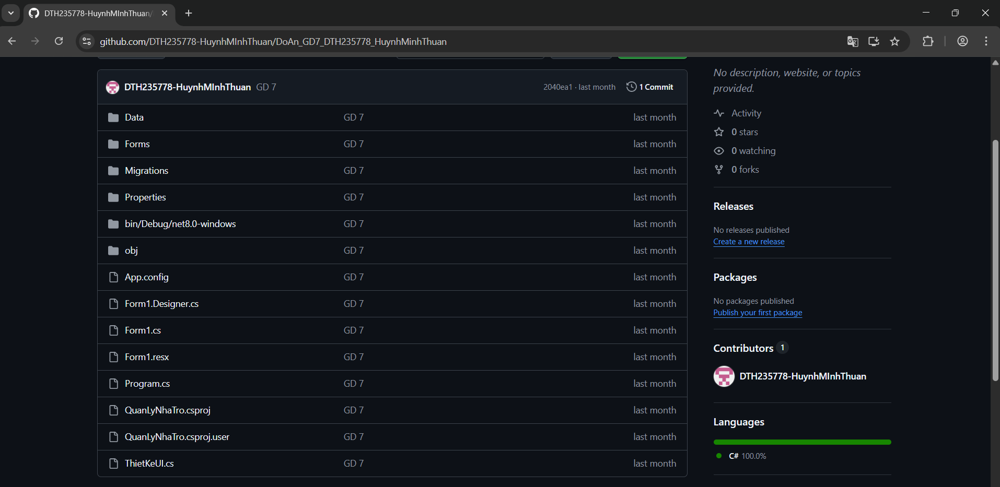 DTH235778-HuynhMInhThuan/
github.com/DTH235778-HuynhMInhThuan/DoAn_GD7_DTH235778_HuynhMinhThuan
DTH235778-HuynhMInhThuan GD 7 2040ea1 · last month 1 Commit
Data GD 7 last month
Forms GD 7 last month
Migrations GD 7 last month
Properties GD 7 last month
bin/Debug/net8.0-windows GD 7 last month
obj GD 7 last month
App.config GD 7 last month
Form1.Designer.cs GD 7 last month
Form1.cs GD 7 last month
Form1.resx GD 7 last month
Program.cs GD 7 last month
QuanLyNhaTro.csproj GD 7 last month
QuanLyNhaTro.csproj.user GD 7 last month
ThietKeUI.cs GD 7 last month
No description, website, or topics
provided.
Activity
0 stars
0 watching
0 forks
Releases
No releases published
Create a new release
Packages
No packages published
Publish your first package
Contributors 1
DTH235778-HuynhMInhThuan
Languages
C# 100.0%